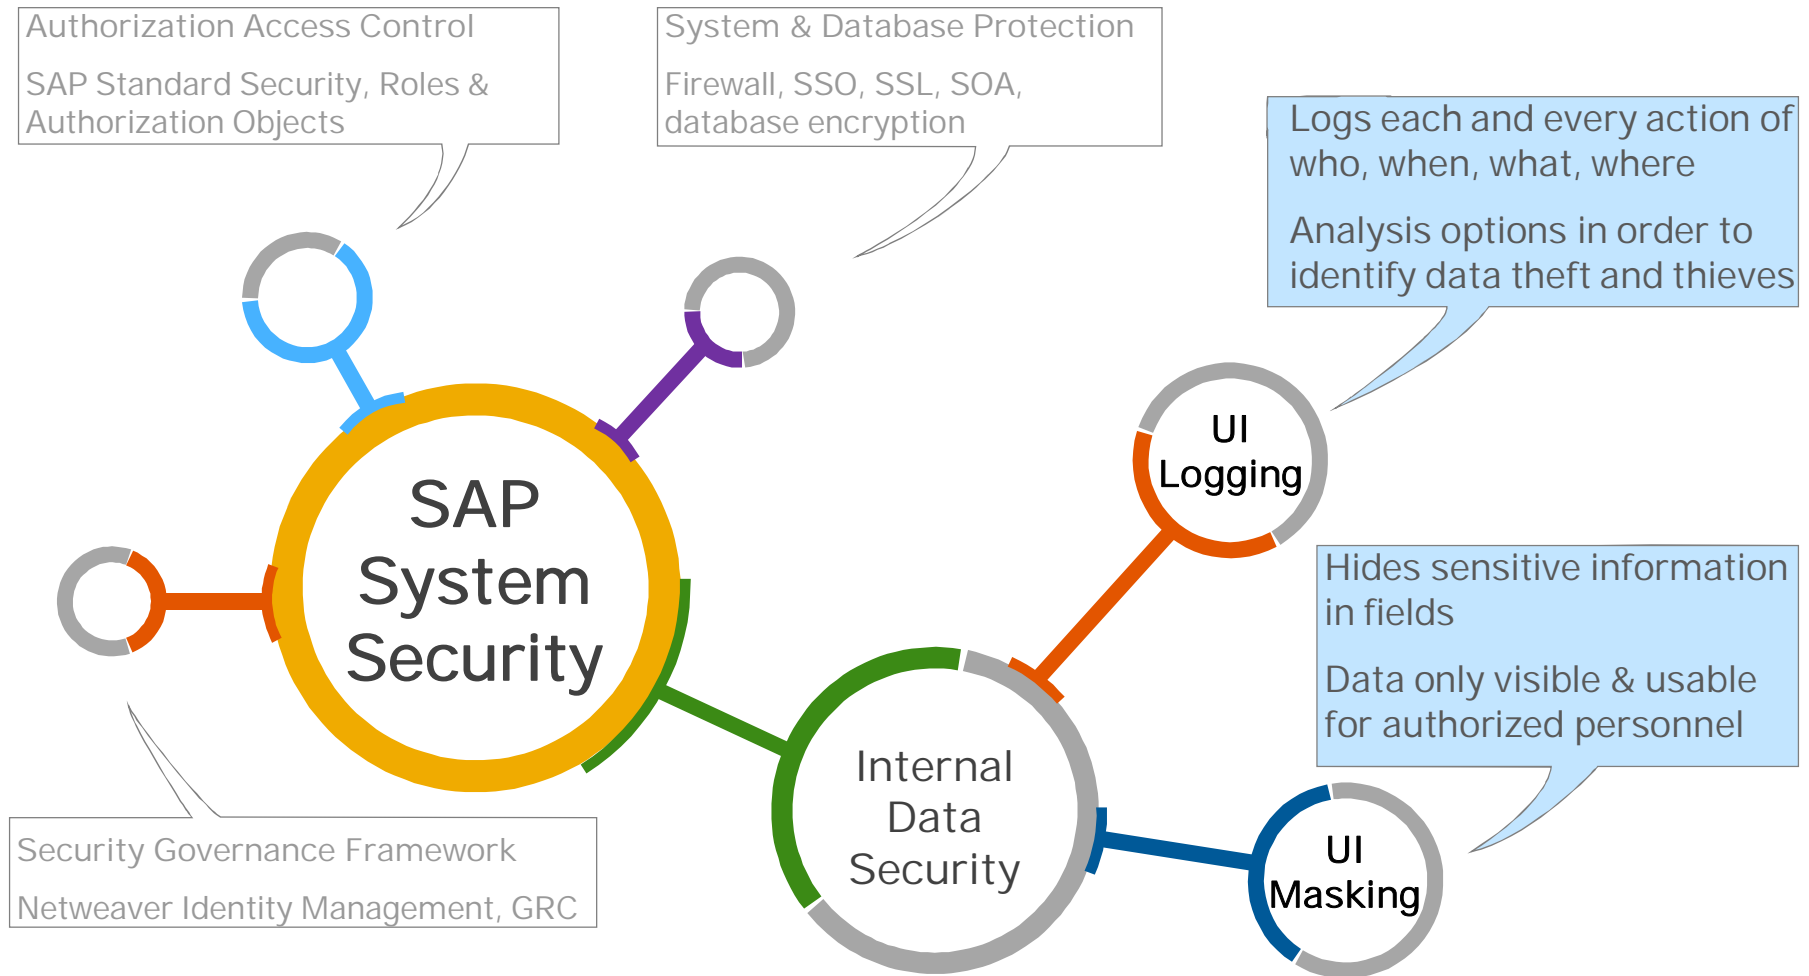 Authorization Access Control
SAP Standard Security, Roles &
Authorization Objects
System & Database Protection
Firewall, SSO, SSL, SOA,
database encryption
Logs each and every action of
who, when, what, where
Analysis options in order to
identify data theft and thieves
UI
Logging
SAP
System
Security
Hides sensitive information
in fields
Data only visible & usable
for authorized personnel
Internal
Data
Security
UI
Masking
Security Governance Framework
Netweaver Identity Management, GRC